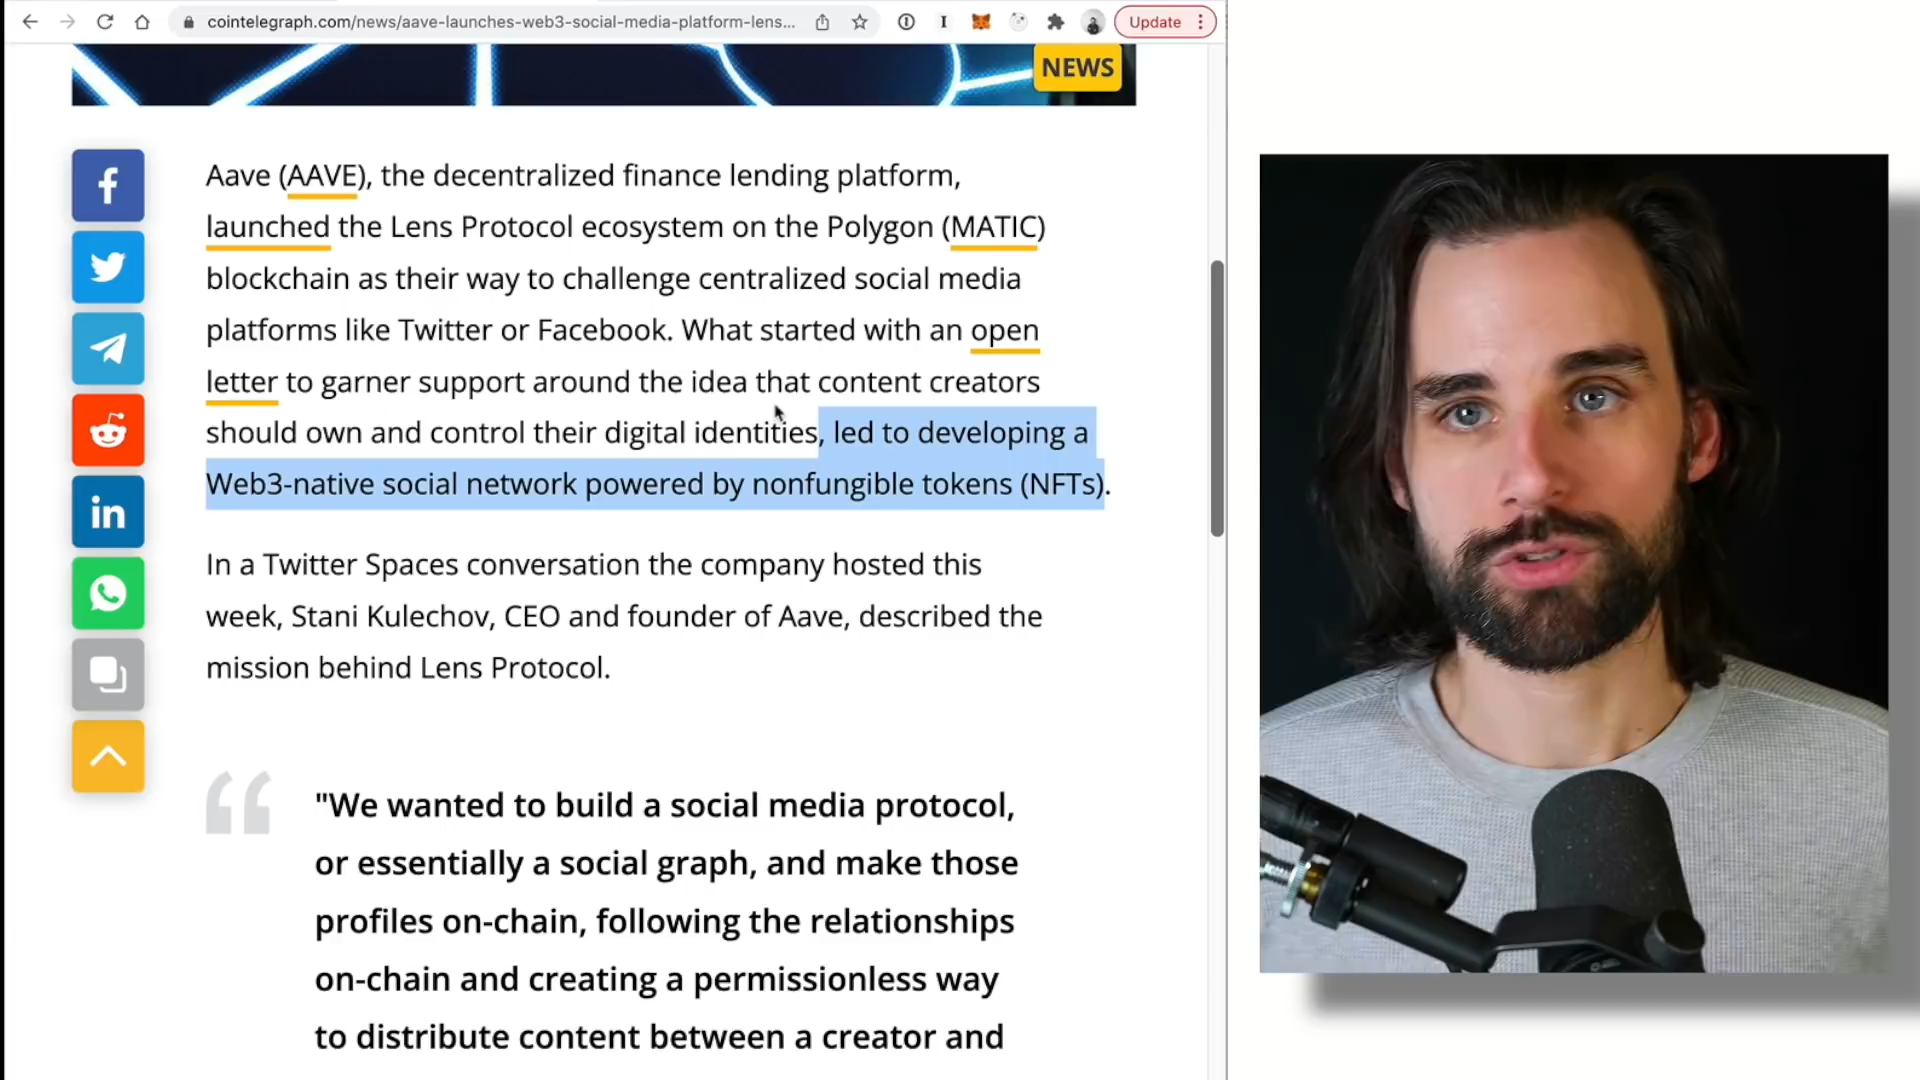 cointelegraph.com/news/aave-launches-web3-social-media-platform-lens...
Update
NEWS
Aave (AAVE), the decentralized finance lending platform,
launched the Lens Protocol ecosystem on the Polygon (MATIC)
blockchain as their way to challenge centralized social media
platforms like Twitter or Facebook. What started with an open
letter to garner support around the idea that content creators
should own and control their digital identities, led to developing a
Web3-native social network powered by nonfungible tokens (NFTs).
In a Twitter Spaces conversation the company hosted this
week, Stani Kulechov, CEO and founder of Aave, described the
mission behind Lens Protocol.
"We wanted to build a social media protocol,
or essentially a social graph, and make those
profiles on-chain, following the relationships
on-chain and creating a permissionless way
to distribute content between a creator and